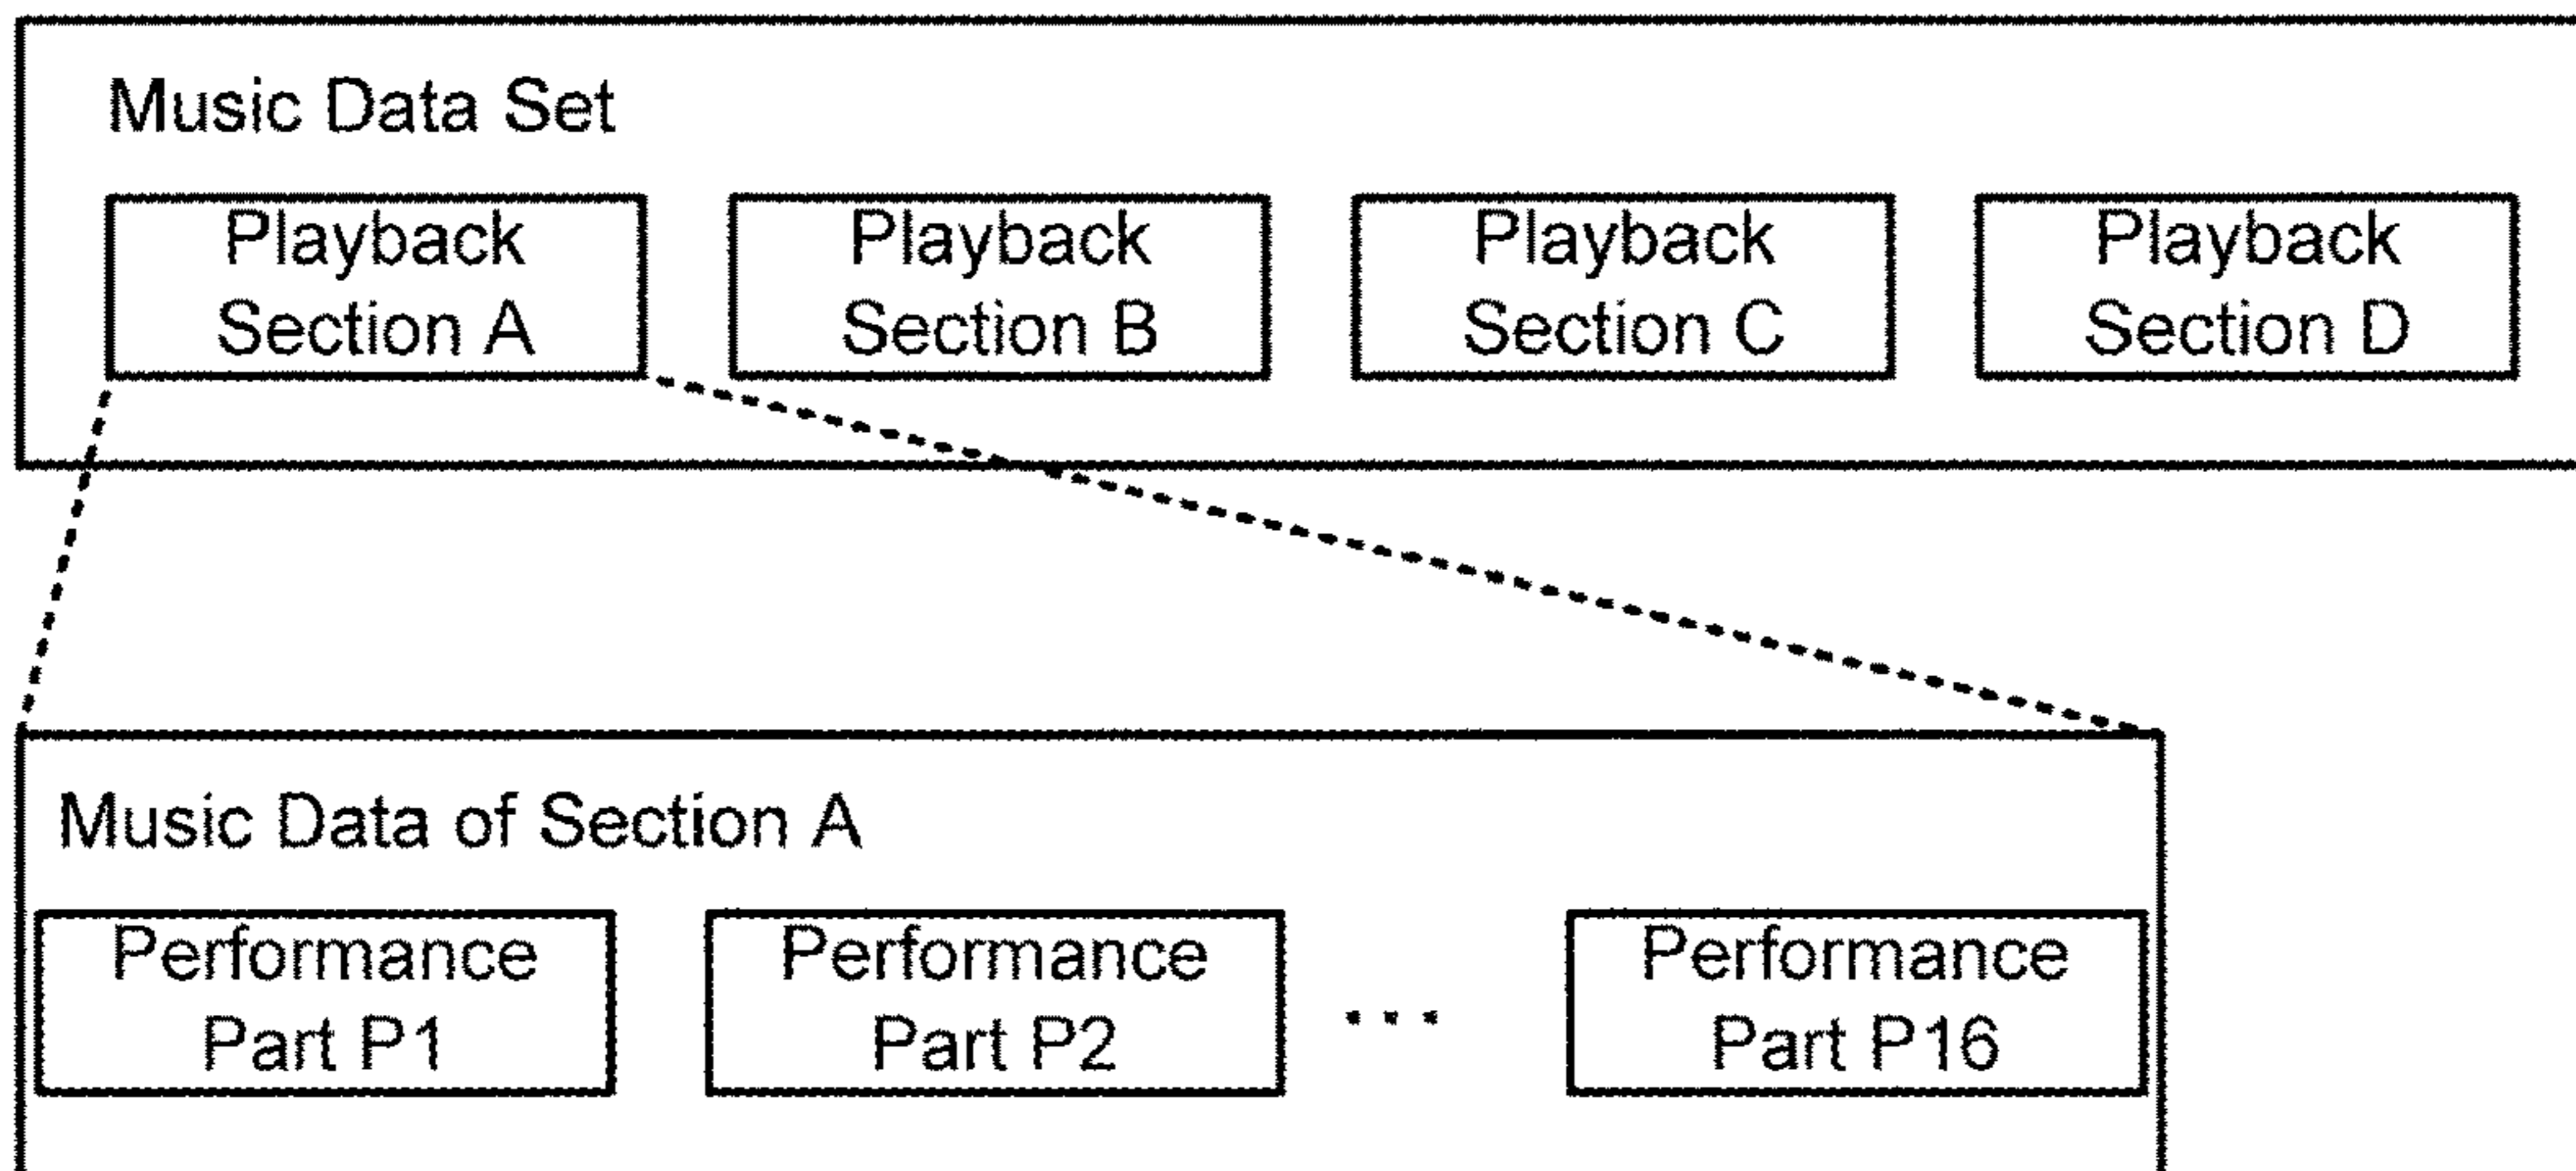 Music Data Set
Playback
Section A
Playback
Section B
Playback
Section C
Playback
Section D
Music Data of Section A
Performance
Part P1
Performance
Part P2
...
Performance
Part P16